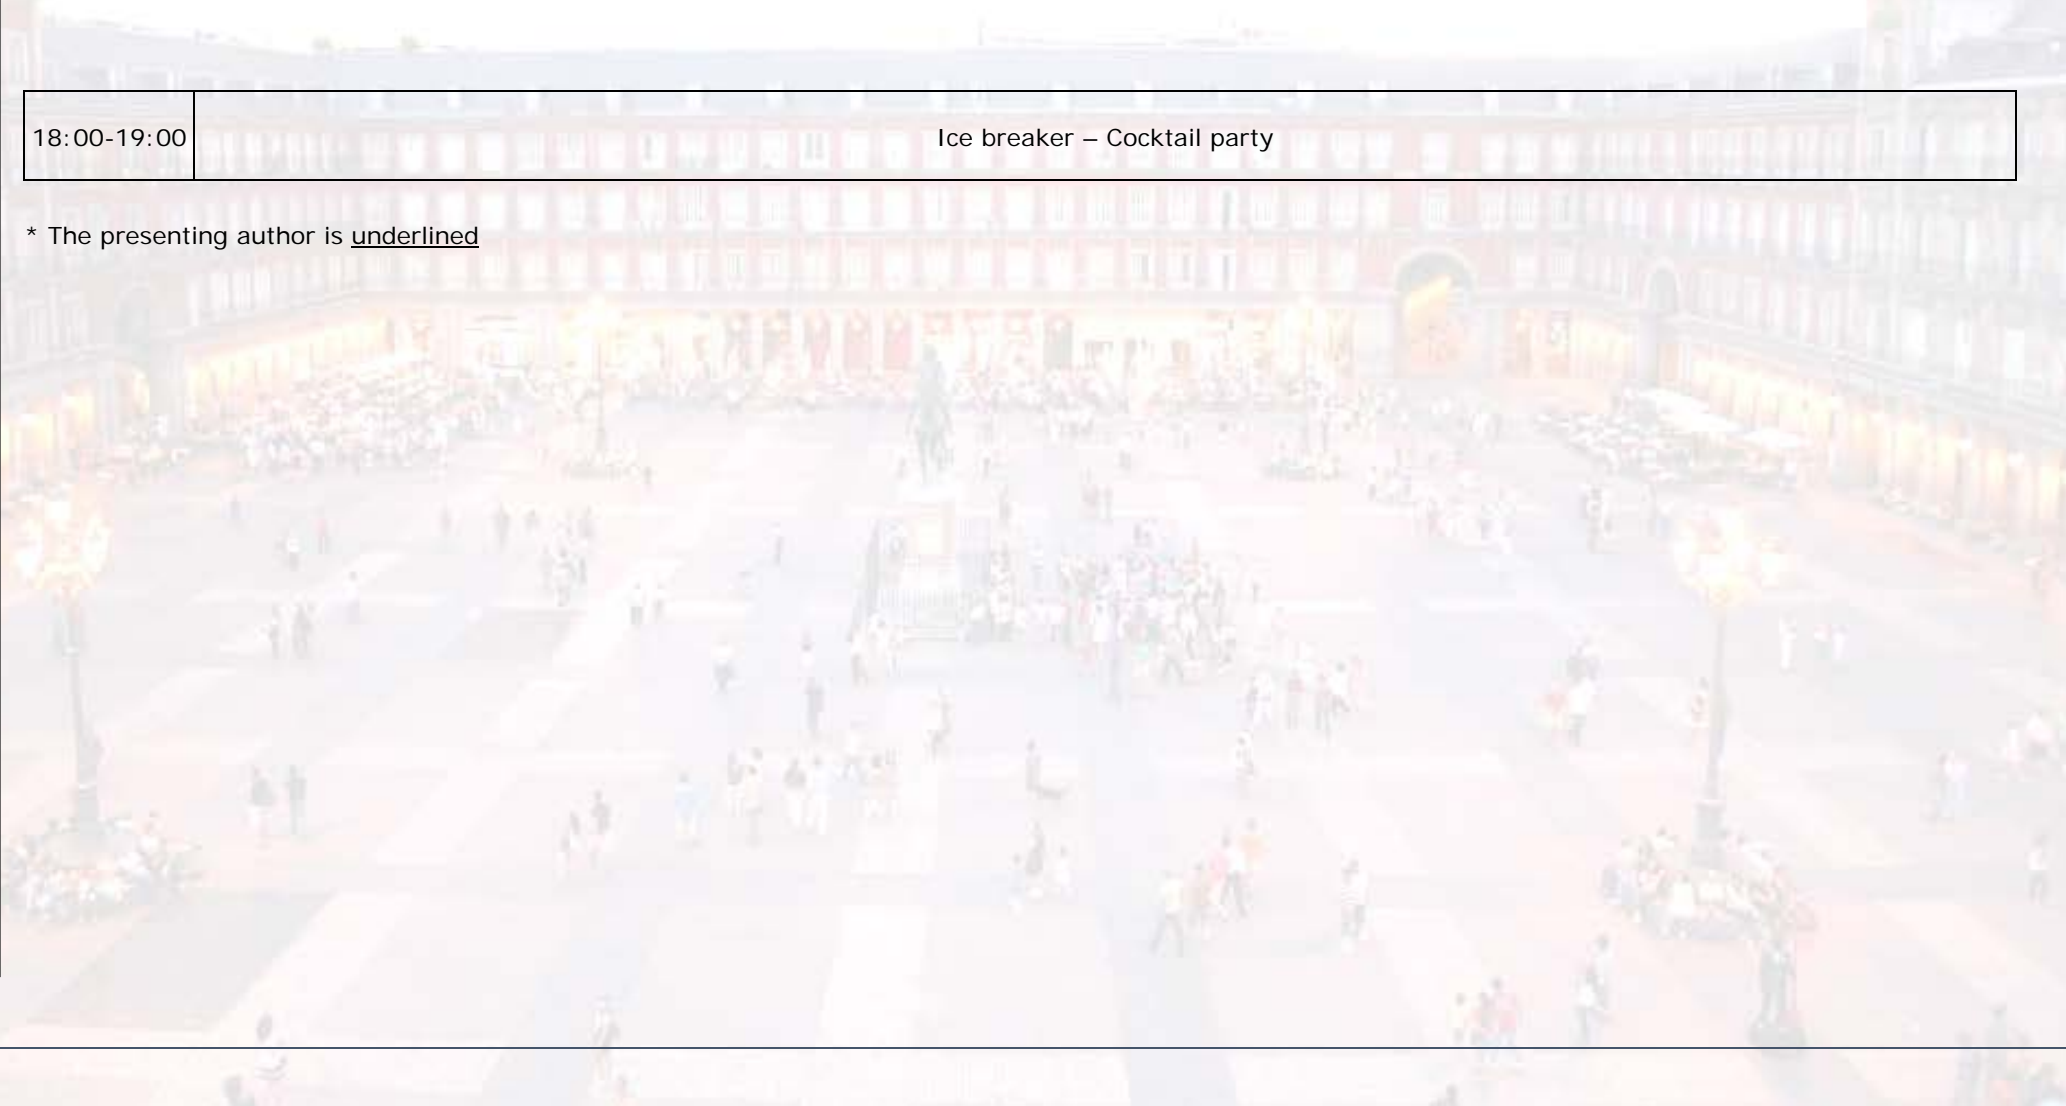 18:00-19:00 Ice breaker – Cocktail party
* The presenting author is underlined